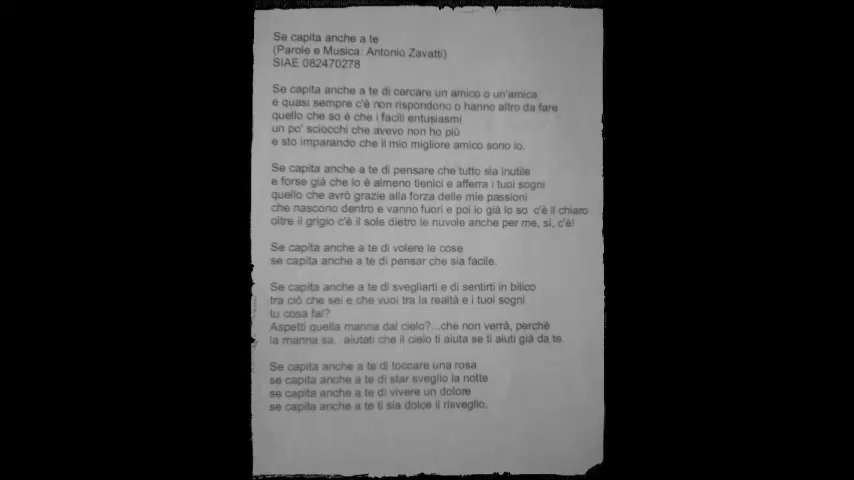 Se capita anche a te
(Parole e Musica: Antonio Zavatti)
SIAE 082470278
Se capita anche a te di cercare un amico o un'amica
e quasi sempre c'è non rispondono o hanno altro da fare
quello che so è che i facili entusiasmi
un po' sciocchi che avevo non ho più
e sto imparando che il mio migliore amico sono io.
Se capita anche a te di pensare che tutto sia inutile
e forse già che lo è almeno tienici e afferra i tuoi sogni
quello che avrò grazie alla forza delle mie passioni
che nascono dentro e vanno fuori e poi io già lo so c'è il chiaro
oltre il grigio c'è il sole dietro le nuvole anche per me, sì, c'è!
Se capita anche a te di volere le cose
se capita anche a te di pensar che sia facile.
Se capita anche a te di svegliarti e di sentirti in bilico
tra ciò che sei e che vuoi tra la realtà e i tuoi sogni
tu cosa fai?
Aspetti quella manna dal cielo?...che non verrà, perchè
la manna sa.. aiutati che il cielo ti aiuta se ti aiuti già da te.
Se capita anche a te di toccare una rosa
se capita anche a te di star sveglio la notte
se capita anche a te di vivere un dolore
se capita anche a te ti sia dolce il risveglio.